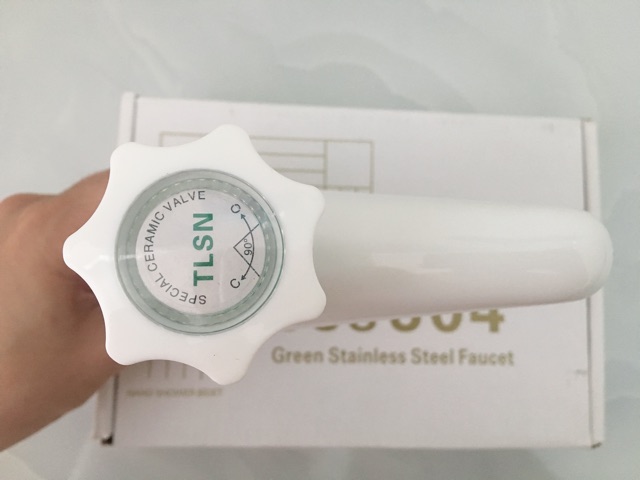 SPECIAL CERAMIC VALVE
TLSN
O
90°
C
Green Stainless Steel Faucet